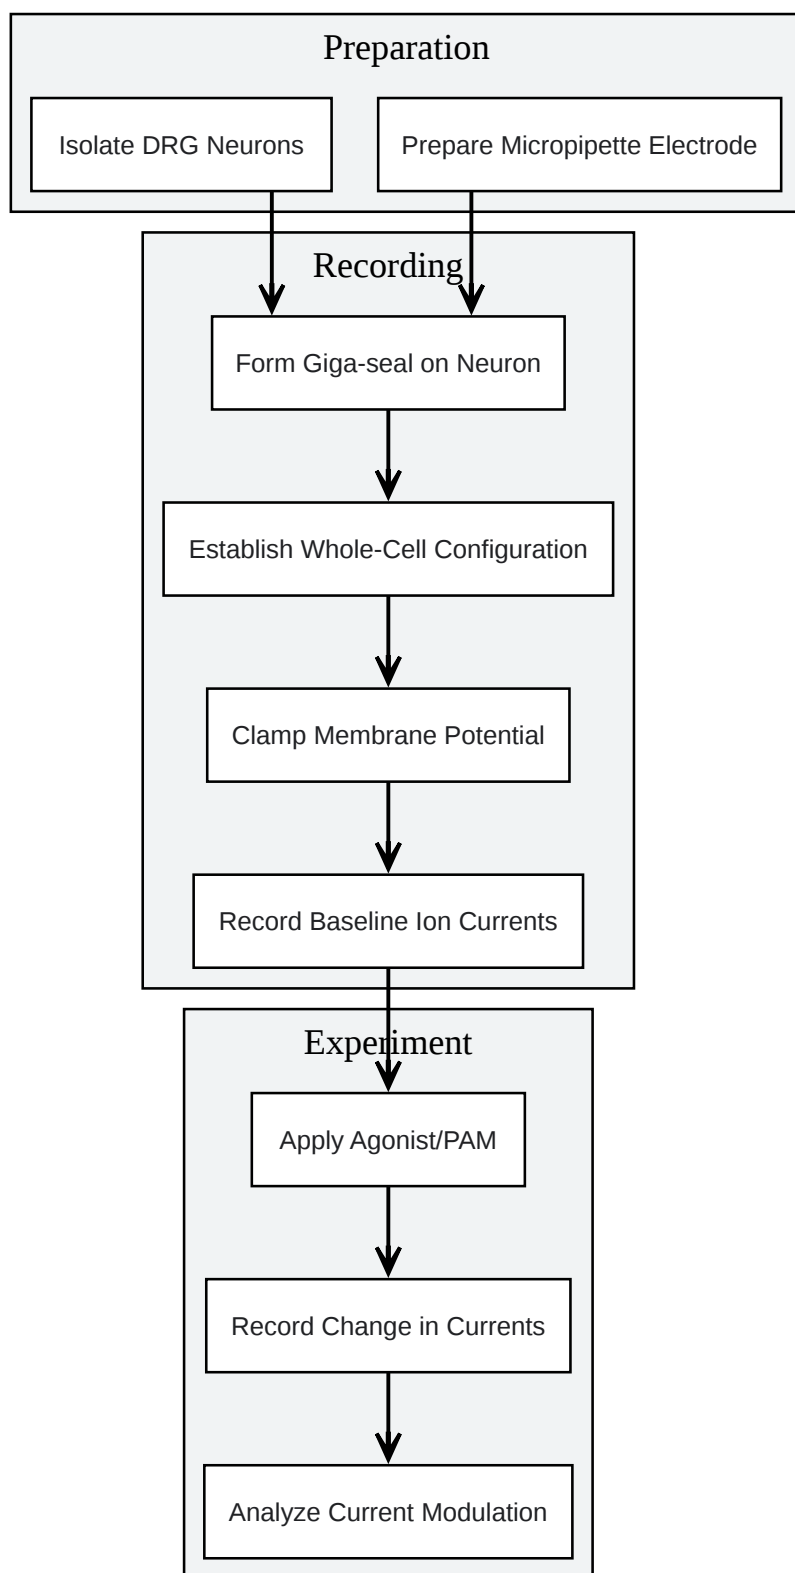 Preparation
Isolate DRG Neurons
Prepare Micropipette Electrode
Recording
Form Giga-seal on Neuron
Establish Whole-Cell Configuration
Clamp Membrane Potential
Record Baseline Ion Currents
Experiment
Apply Agonist/PAM
Record Change in Currents
Analyze Current Modulation